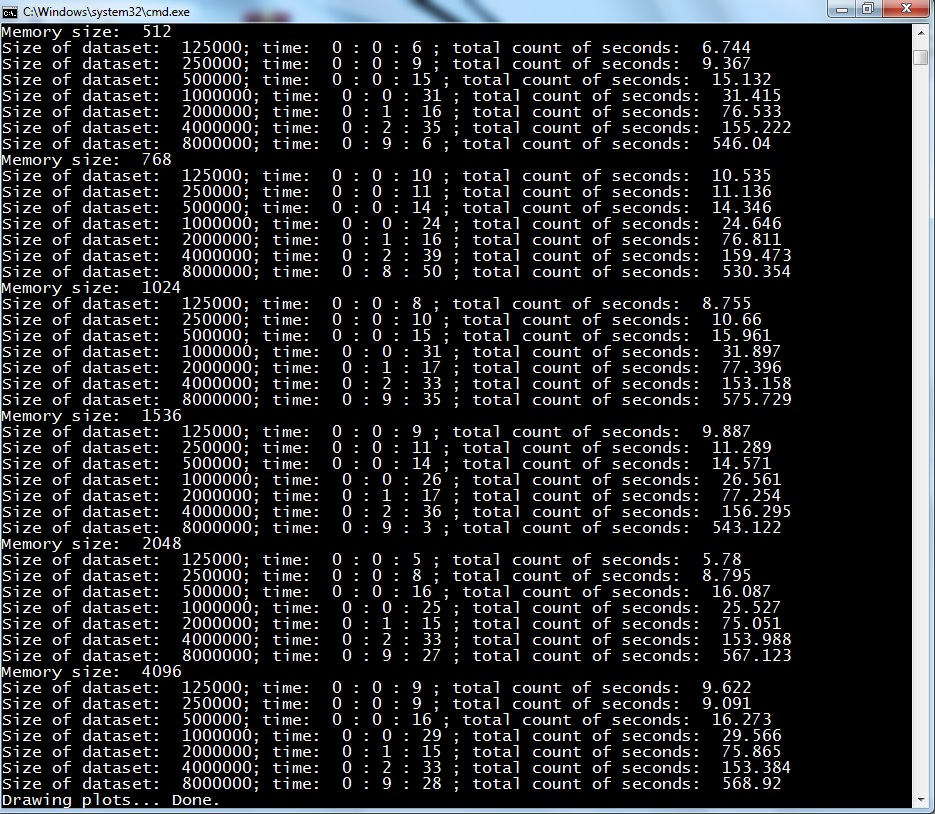 C:\Windows\system32\cmd.exe
Memory size:  512
Size of dataset:  125000; time:  0 : 0 : 6 ; total count of seconds:  6.744
Size of dataset:  250000; time:  0 : 0 : 9 ; total count of seconds:  9.367
Size of dataset:  500000; time:  0 : 0 : 15 ; total count of seconds:  15.132
Size of dataset:  1000000; time:  0 : 0 : 31 ; total count of seconds:  31.415
Size of dataset:  2000000; time:  0 : 1 : 16 ; total count of seconds:  76.533
Size of dataset:  4000000; time:  0 : 2 : 35 ; total count of seconds:  155.222
Size of dataset:  8000000; time:  0 : 9 : 6 ; total count of seconds:  546.04
Memory size:  768
Size of dataset:  125000; time:  0 : 0 : 10 ; total count of seconds:  10.535
Size of dataset:  250000; time:  0 : 0 : 11 ; total count of seconds:  11.136
Size of dataset:  500000; time:  0 : 0 : 14 ; total count of seconds:  14.346
Size of dataset:  1000000; time:  0 : 0 : 24 ; total count of seconds:  24.646
Size of dataset:  2000000; time:  0 : 1 : 16 ; total count of seconds:  76.811
Size of dataset:  4000000; time:  0 : 2 : 39 ; total count of seconds:  159.473
Size of dataset:  8000000; time:  0 : 8 : 50 ; total count of seconds:  530.354
Memory size:  1024
Size of dataset:  125000; time:  0 : 0 : 8 ; total count of seconds:  8.755
Size of dataset:  250000; time:  0 : 0 : 10 ; total count of seconds:  10.66
Size of dataset:  500000; time:  0 : 0 : 15 ; total count of seconds:  15.961
Size of dataset:  1000000; time:  0 : 0 : 31 ; total count of seconds:  31.897
Size of dataset:  2000000; time:  0 : 1 : 17 ; total count of seconds:  77.396
Size of dataset:  4000000; time:  0 : 2 : 33 ; total count of seconds:  153.158
Size of dataset:  8000000; time:  0 : 9 : 35 ; total count of seconds:  575.729
Memory size:  1536
Size of dataset:  125000; time:  0 : 0 : 9 ; total count of seconds:  9.887
Size of dataset:  250000; time:  0 : 0 : 11 ; total count of seconds:  11.289
Size of dataset:  500000; time:  0 : 0 : 14 ; total count of seconds:  14.571
Size of dataset:  1000000; time:  0 : 0 : 26 ; total count of seconds:  26.561
Size of dataset:  2000000; time:  0 : 1 : 17 ; total count of seconds:  77.254
Size of dataset:  4000000; time:  0 : 2 : 36 ; total count of seconds:  156.295
Size of dataset:  8000000; time:  0 : 9 : 3 ; total count of seconds:  543.122
Memory size:  2048
Size of dataset:  125000; time:  0 : 0 : 5 ; total count of seconds:  5.78
Size of dataset:  250000; time:  0 : 0 : 8 ; total count of seconds:  8.795
Size of dataset:  500000; time:  0 : 0 : 16 ; total count of seconds:  16.087
Size of dataset:  1000000; time:  0 : 0 : 25 ; total count of seconds:  25.527
Size of dataset:  2000000; time:  0 : 1 : 15 ; total count of seconds:  75.051
Size of dataset:  4000000; time:  0 : 2 : 33 ; total count of seconds:  153.988
Size of dataset:  8000000; time:  0 : 9 : 27 ; total count of seconds:  567.123
Memory size:  4096
Size of dataset:  125000; time:  0 : 0 : 9 ; total count of seconds:  9.622
Size of dataset:  250000; time:  0 : 0 : 9 ; total count of seconds:  9.091
Size of dataset:  500000; time:  0 : 0 : 16 ; total count of seconds:  16.273
Size of dataset:  1000000; time:  0 : 0 : 29 ; total count of seconds:  29.566
Size of dataset:  2000000; time:  0 : 1 : 15 ; total count of seconds:  75.865
Size of dataset:  4000000; time:  0 : 2 : 33 ; total count of seconds:  153.384
Size of dataset:  8000000; time:  0 : 9 : 28 ; total count of seconds:  568.92
Drawing plots... Done.